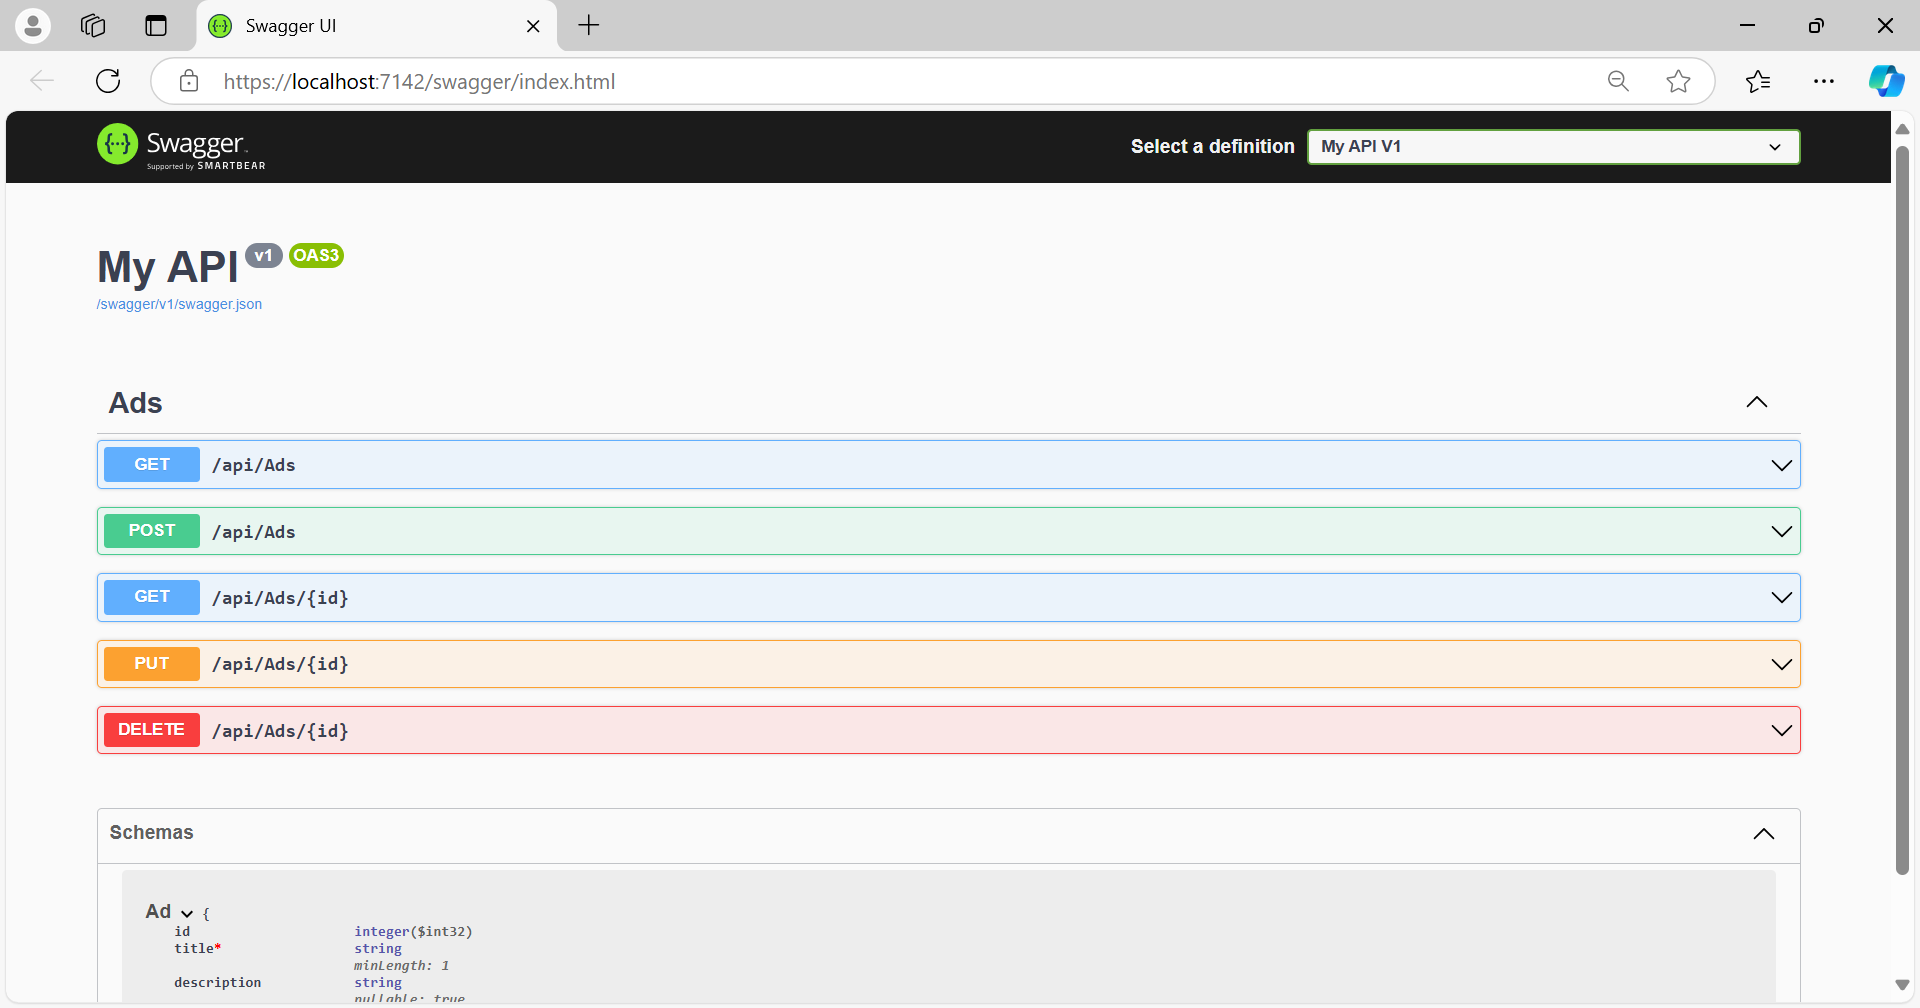 Swagger UI
https://localhost:7142/swagger/index.html
{...} Swagger
Supported by SMARTBEAR
Select a definition
My API V1
My API v1 OAS3
/swagger/v1/swagger.json
Ads
GET /api/Ads
POST /api/Ads
GET /api/Ads/{id}
PUT /api/Ads/{id}
DELETE /api/Ads/{id}
Schemas
Ad {
id integer($int32)
title* string
minLength: 1
description string
nullable: true